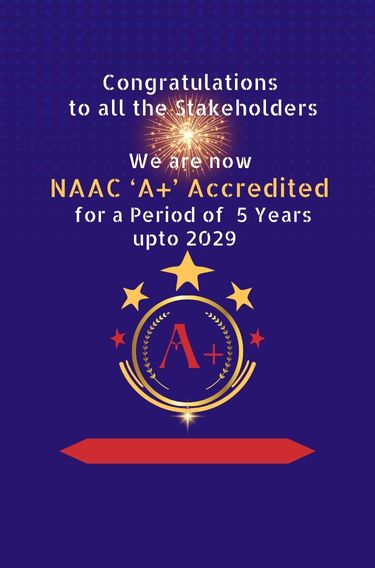 Congratulations
to all the Stakeholders
We are now
NAAC ‘A+’ Accredited
for a Period of 5 Years
upto 2029
A+